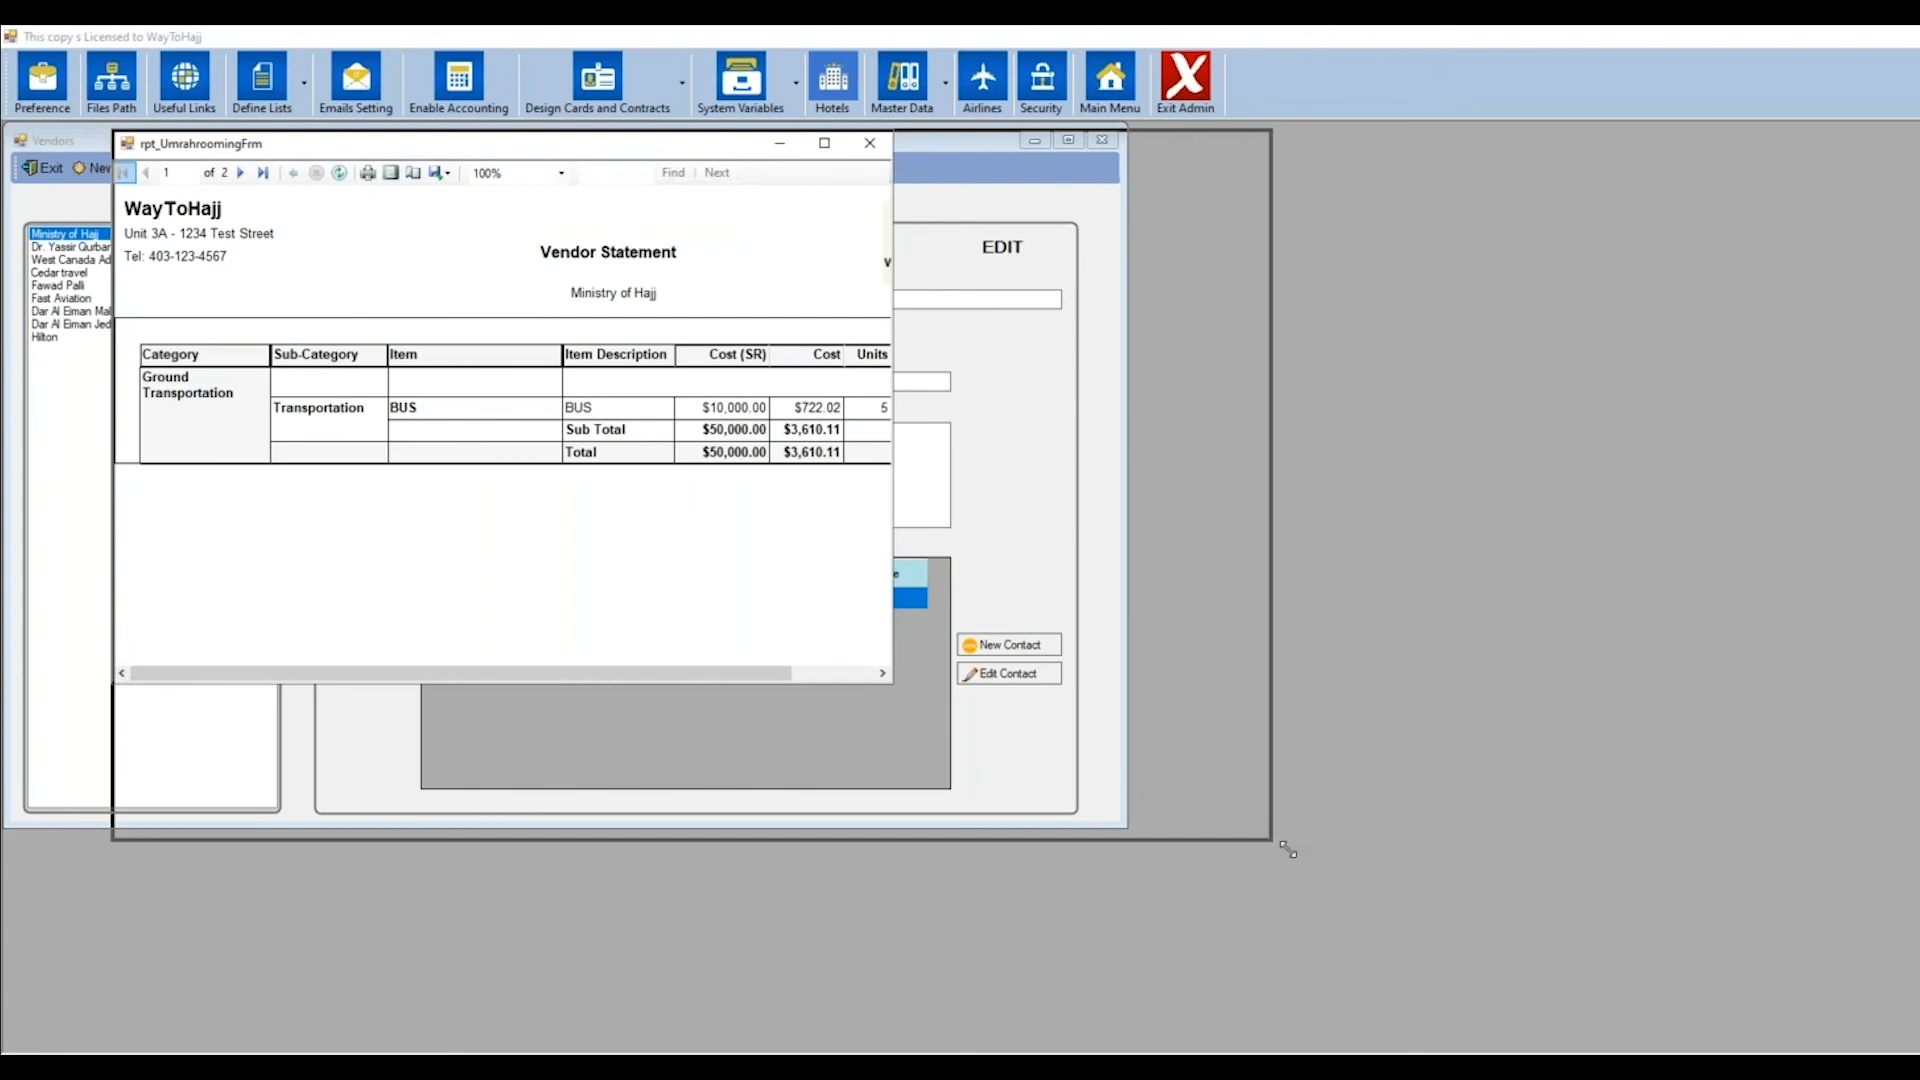 This copy s Licensed to WayToHajj
Preference
Files Path
Useful Links
Define Lists
Emails Setting
Enable Accounting
Design Cards and Contracts
System Variables
Hotels
Master Data
Airlines
Security
Main Menu
Exit Admin
Vendors
Exit New
Ministry of Hajj
Dr. Yassir Qurban
West Canada Ad
Cedar travel
Fawad Palli
Fast Aviation
Dar Al Eiman Mak
Dar Al Eiman Jed
Hilton
rpt_UmrahroomingFrm
1 of 2 100% Find | Next
WayToHajj
Unit 3A - 1234 Test Street
Tel: 403-123-4567
Vendor Statement
Ministry of Hajj
Category Sub-Category Item Item Description Cost (SR) Cost Units
Ground
Transportation
Transportation BUS BUS $10,000.00 $722.02 5
Sub Total $50,000.00 $3,610.11
Total $50,000.00 $3,610.11
EDIT
New Contact
Edit Contact